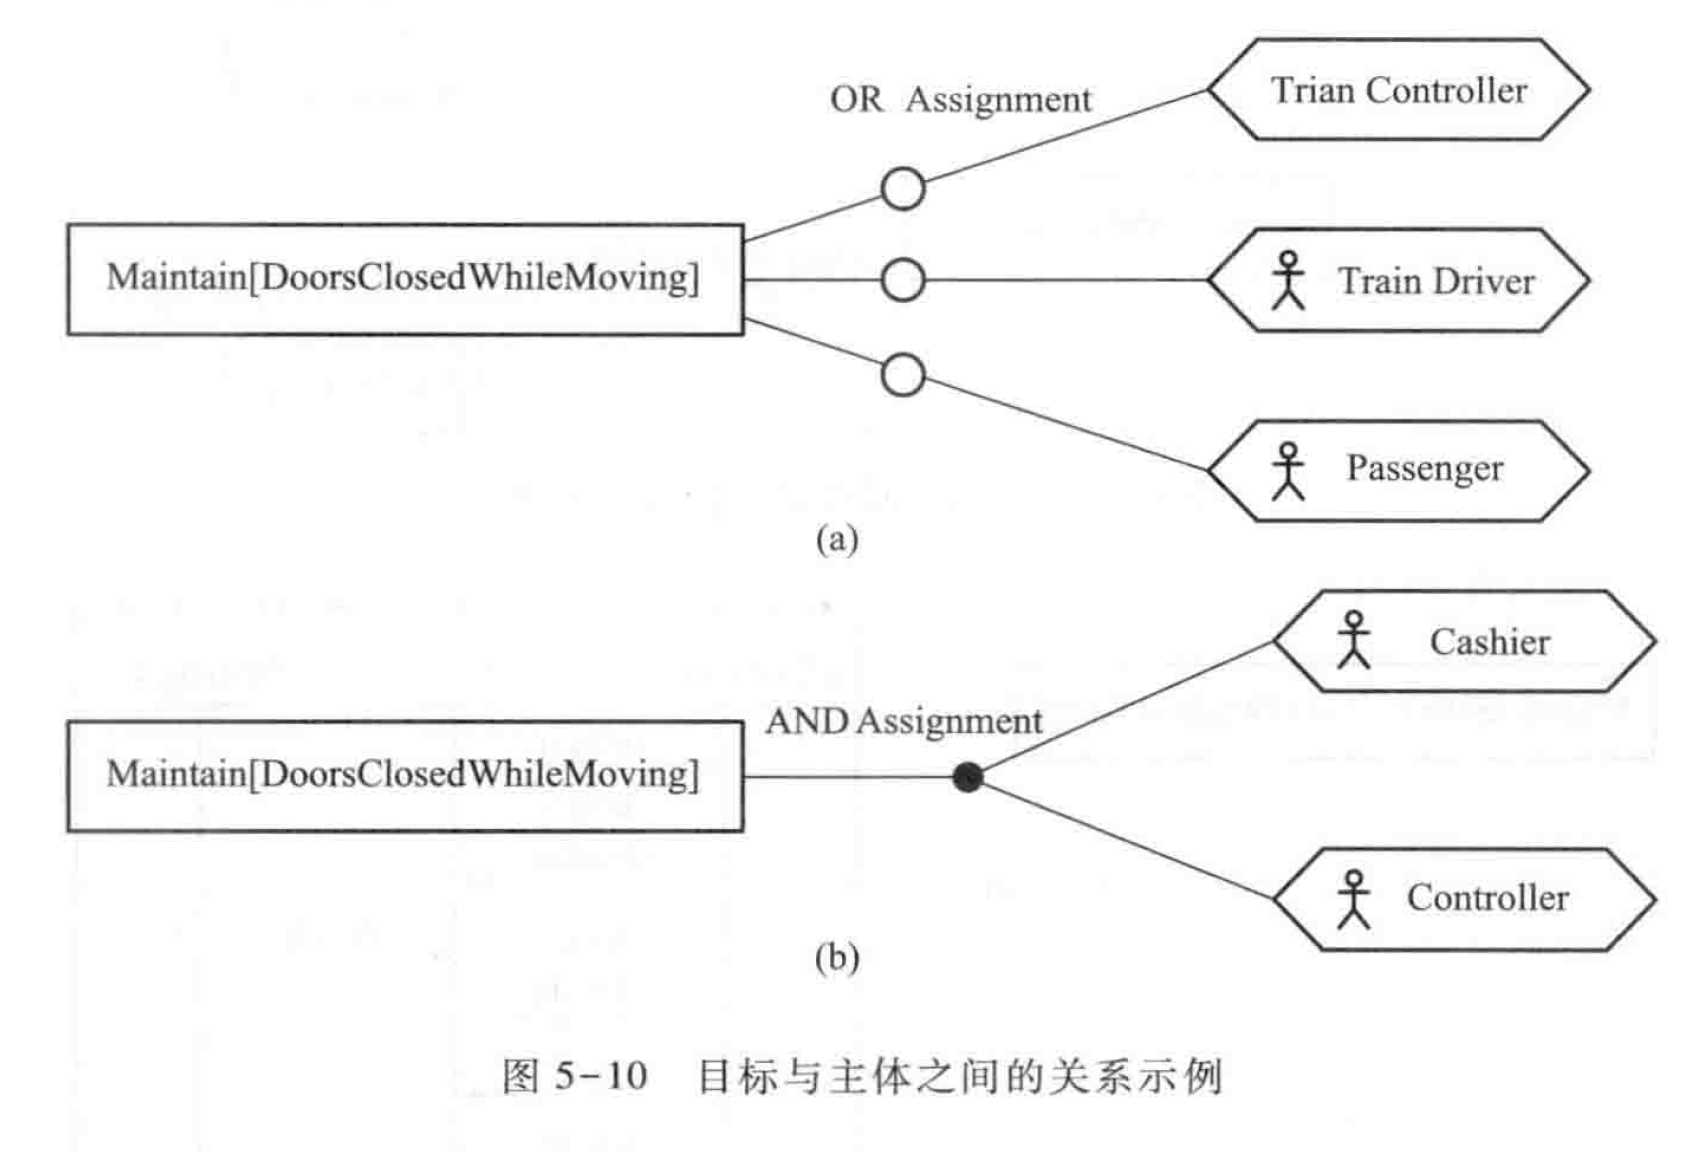 OR Assignment
Trian Controller
Maintain[DoorsClosedWhileMoving]
Train Driver
Passenger
(a)
Cashier
AND Assignment
Maintain[DoorsClosedWhileMoving]
Controller
(b)
图 5-10 目标与主体之间的关系示例